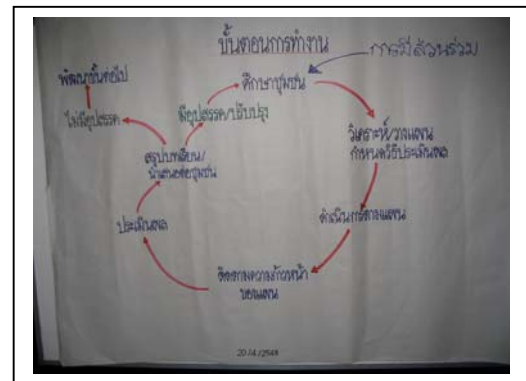 ขั้นตอนการทำงาน
การมีส่วนร่วม
ศึกษาชุมชน
วิเคราะห์/วางแผน
กำหนดวิธีประเมินผล
ดำเนินการตามแผน
ติดตามความก้าวหน้า
ของแผน
ประเมินผล
สรุปบทเรียน/
นำเสนอต่อชุมชน
มีอุปสรรค/ปรับปรุง
ไม่มีอุปสรรค
พัฒนาขั้นต่อไป
20/4/2548